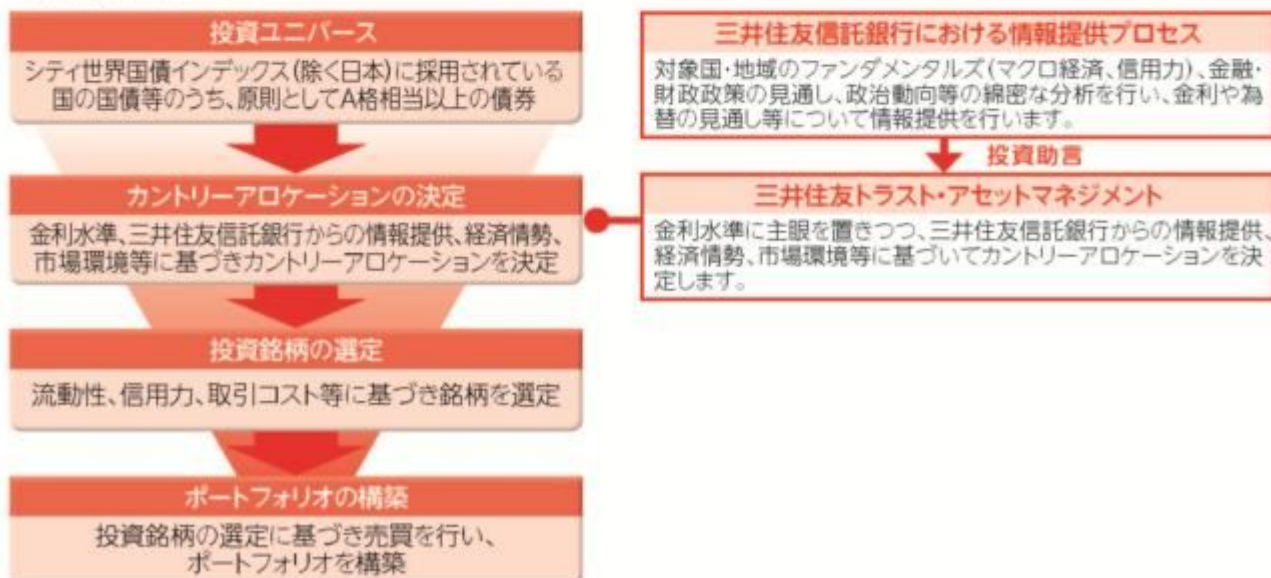 投資ユニバース
シティ世界国債インデックス(除く日本)に採用されている
国の国債等のうち、原則としてA格相当以上の債券
カントリーアロケーションの決定
金利水準、三井住友信託銀行からの情報提供、経済情勢、
市場環境等に基づきカントリーアロケーションを決定
投資銘柄の選定
流動性、信用力、取引コスト等に基づき銘柄を選定
ポートフォリオの構築
投資銘柄の選定に基づき売買を行い、
ポートフォリオを構築
三井住友信託銀行における情報提供プロセス
対象国・地域のファンダメンタルズ(マクロ経済、信用力)、金融・
財政政策の見通し、政治動向等の綿密な分析を行い、金利や為
替の見通し等について情報提供を行います。
投資助言
三井住友トラスト・アセットマネジメント
金利水準に主眼を置きつつ、三井住友信託銀行からの情報提供、
経済情勢、市場環境等に基づいてカントリーアロケーションを決
定します。